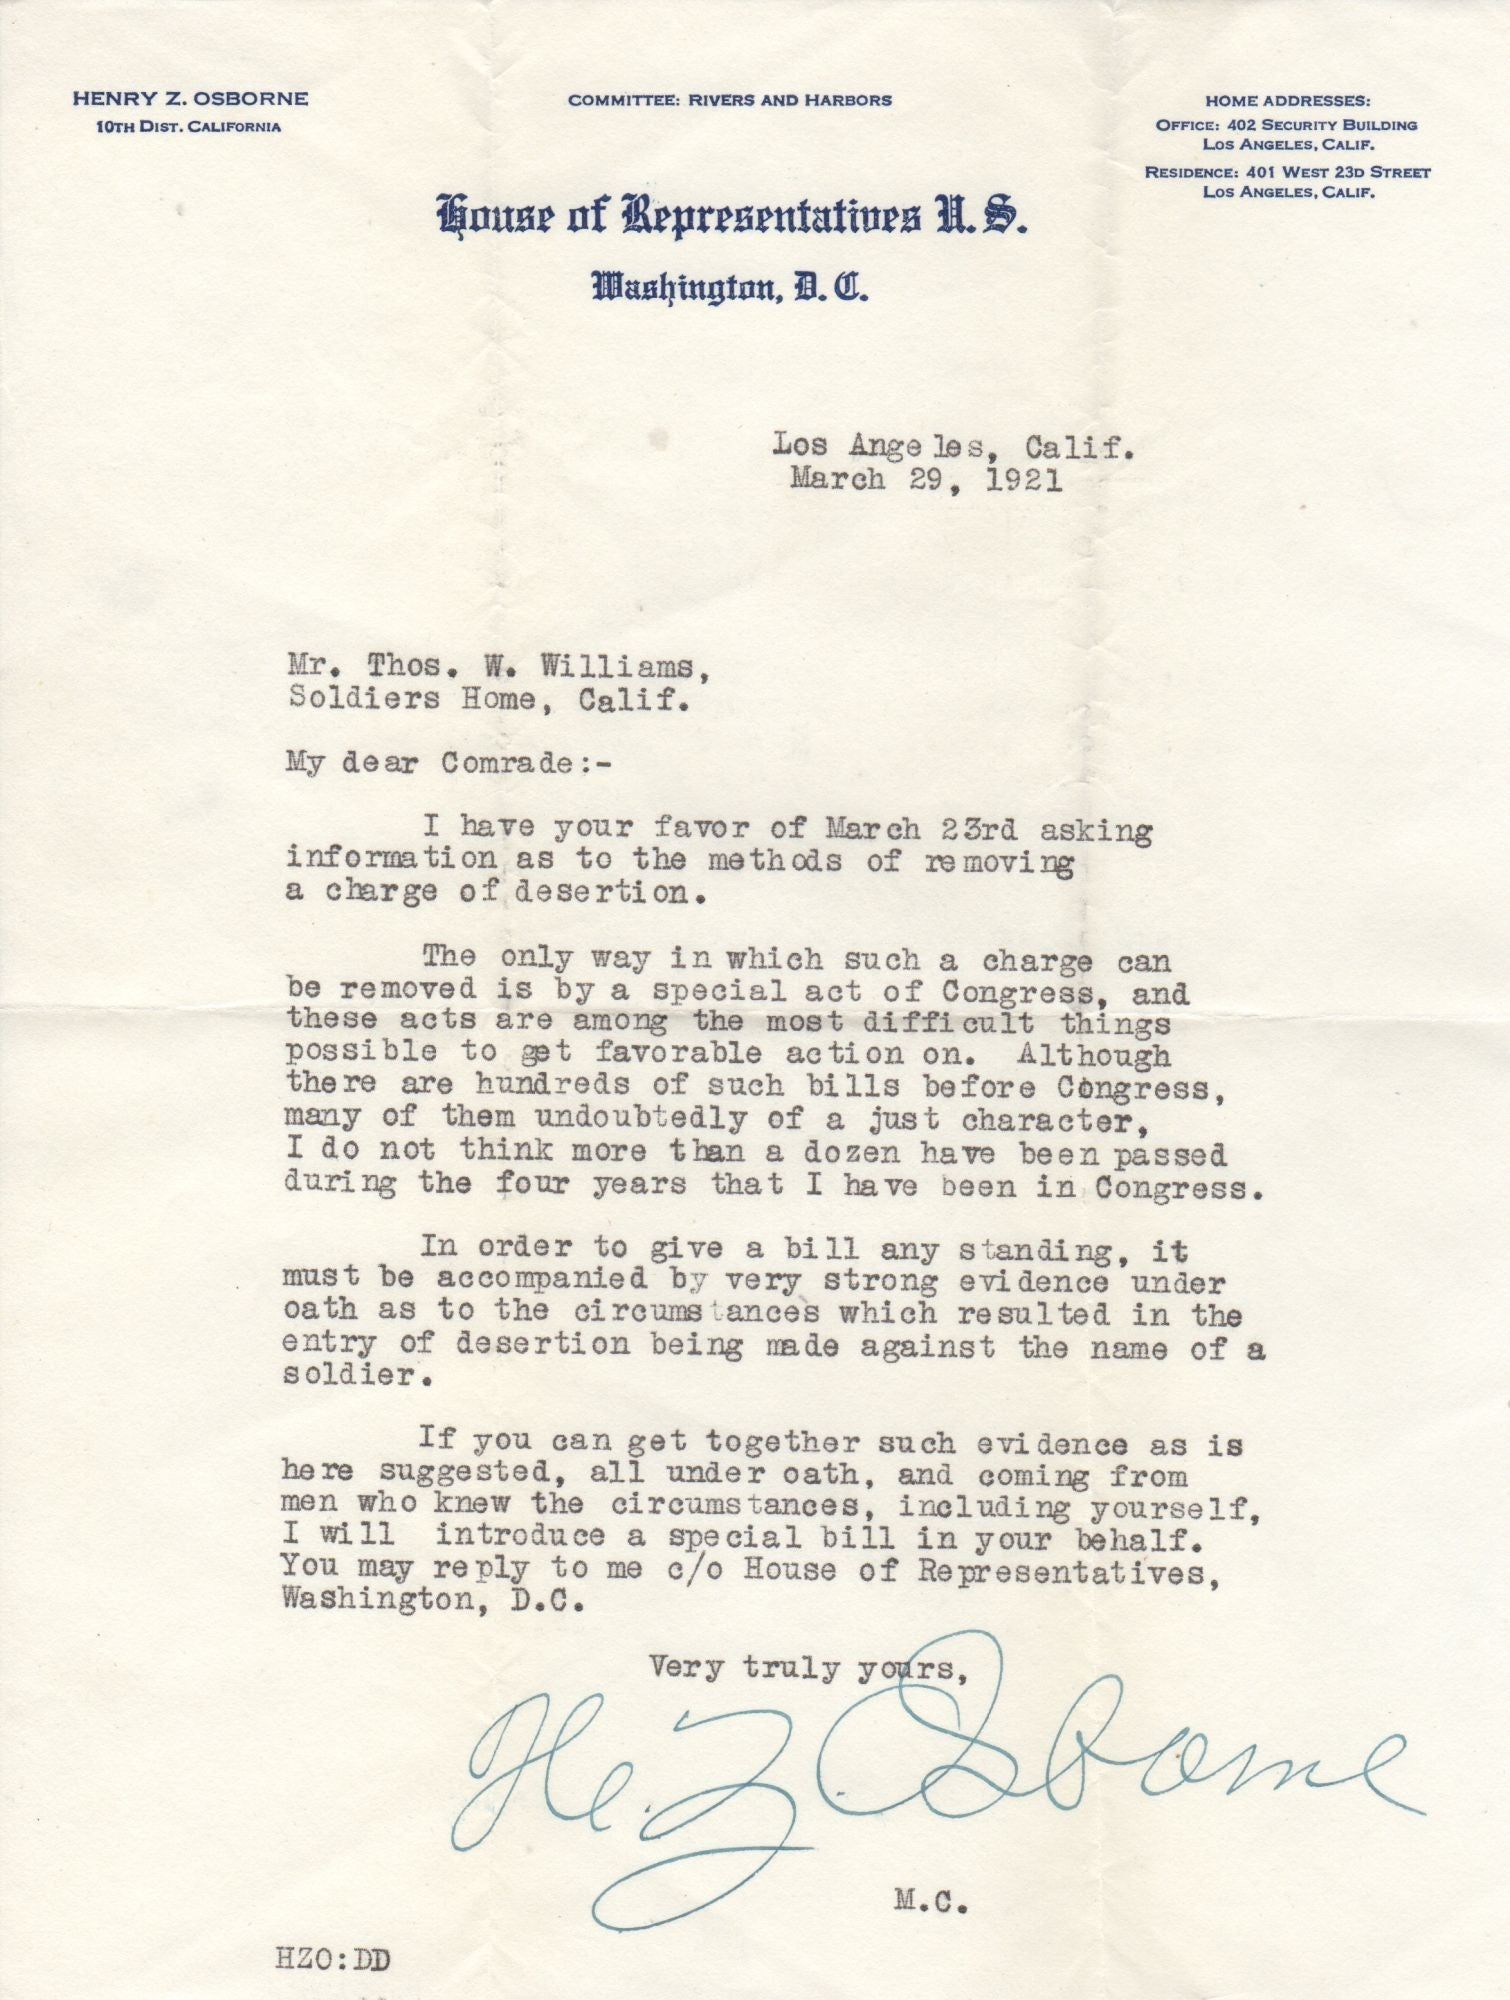 HENRY Z. OSBORNE
10TH DIST. CALIFORNIA
COMMITTEE: RIVERS AND HARBORS
HOME ADDRESSES:
OFFICE: 402 SECURITY BUILDING
LOS ANGELES, CALIF.
RESIDENCE: 401 WEST 23D STREET
LOS ANGELES, CALIF.
House of Representatives U.S.
Washington, D.C.
Los Angeles, Calif.
March 29, 1921
Mr. Thos. W. Williams,
Soldiers Home, Calif.
My dear Comrade:-
I have your favor of March 23rd asking
information as to the methods of removing
a charge of desertion.
The only way in which such a charge can
be removed is by a special act of Congress, and
these acts are among the most difficult things
possible to get favorable action on. Although
there are hundreds of such bills before Congress,
many of them undoubtedly of a just character,
I do not think more than a dozen have been passed
during the four years that I have been in Congress.
In order to give a bill any standing, it
must be accompanied by very strong evidence under
oath as to the circumstances which resulted in the
entry of desertion being made against the name of a
soldier.
If you can get together such evidence as is
here suggested, all under oath, and coming from
men who knew the circumstances, including yourself,
I will introduce a special bill in your behalf.
You may reply to me c/o House of Representatives,
Washington, D.C.
Very truly yours,
H. Z. Osborne
M.C.
HZO:DD